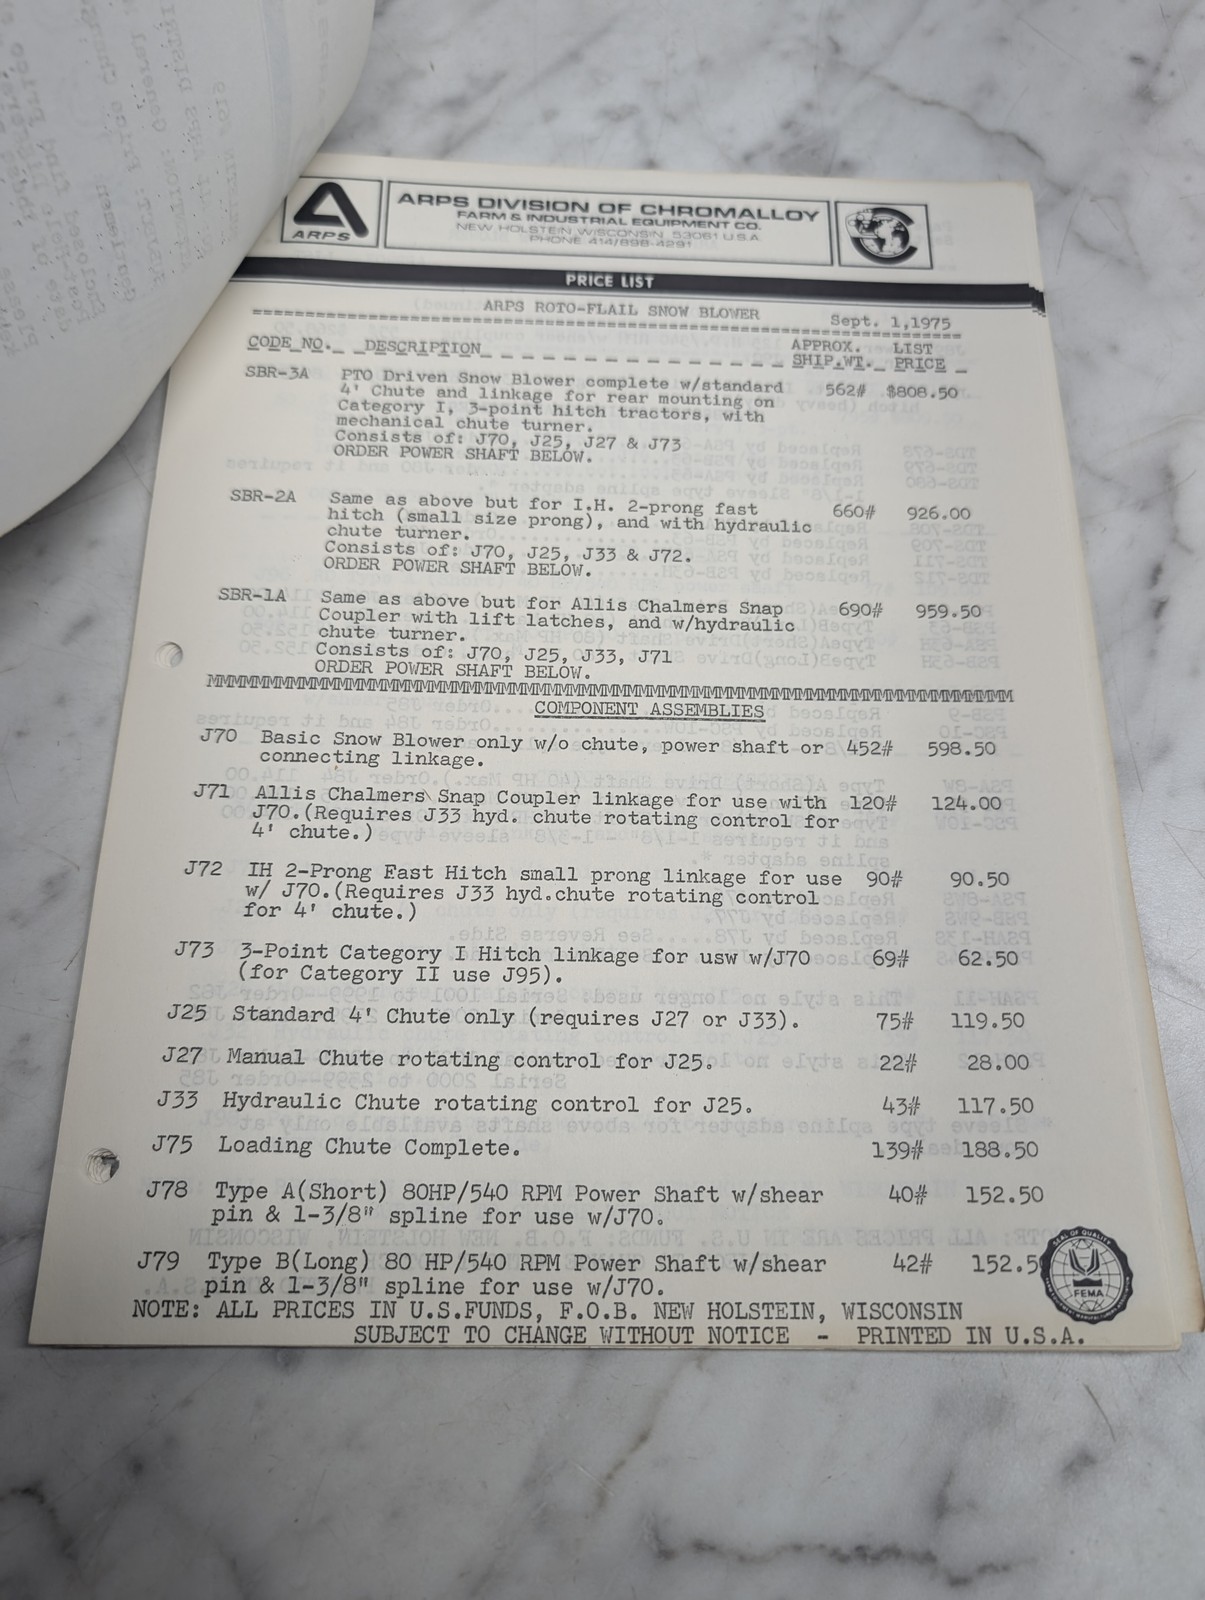 ARPS
ARPS DIVISION OF CHROMALLOY
FARM & INDUSTRIAL EQUIPMENT CO.
NEW HOLSTEIN, WISCONSIN 53061 U.S.A.
PHONE 414/898-4291
PRICE LIST
ARPS ROTO-FLAIL SNOW BLOWER Sept. 1,1975
CODE NO. DESCRIPTION APPROX. SHIP.WT. LIST PRICE
SBR-3A PTO Driven Snow Blower complete w/standard 562# $808.50
4' Chute and linkage for rear mounting on
Category I, 3-point hitch tractors, with
mechanical chute turner.
Consists of: J70, J25, J27 & J73
ORDER POWER SHAFT BELOW.
SBR-2A Same as above but for I.H. 2-prong fast 660# 926.00
hitch (small size prong), and with hydraulic
chute turner.
Consists of: J70, J25, J33 & J72.
ORDER POWER SHAFT BELOW.
SBR-1A Same as above but for Allis Chalmers Snap 690# 959.50
Coupler with lift latches, and w/hydraulic
chute turner.
Consists of: J70, J25, J33, J71
ORDER POWER SHAFT BELOW.
COMPONENT ASSEMBLIES
J70 Basic Snow Blower only w/o chute, power shaft or 452# 598.50
connecting linkage.
J71 Allis Chalmers Snap Coupler linkage for use with 120# 124.00
J70.(Requires J33 hyd. chute rotating control for
4' chute.)
J72 IH 2-Prong Fast Hitch small prong linkage for use 90# 90.50
w/ J70.(Requires J33 hyd.chute rotating control
for 4' chute.)
J73 3-Point Category I Hitch linkage for usw w/J70 69# 62.50
(for Category II use J95).
J25 Standard 4' Chute only (requires J27 or J33). 75# 119.50
J27 Manual Chute rotating control for J25. 22# 28.00
J33 Hydraulic Chute rotating control for J25. 43# 117.50
J75 Loading Chute Complete. 139# 188.50
J78 Type A(Short) 80HP/540 RPM Power Shaft w/shear 40# 152.50
pin & 1-3/8" spline for use w/J70.
J79 Type B(Long) 80 HP/540 RPM Power Shaft w/shear 42# 152.50
pin & 1-3/8" spline for use w/J70.
SEAL OF QUALITY
FEMA
NOTE: ALL PRICES IN U.S.FUNDS, F.O.B. NEW HOLSTEIN, WISCONSIN
SUBJECT TO CHANGE WITHOUT NOTICE - PRINTED IN U.S.A.